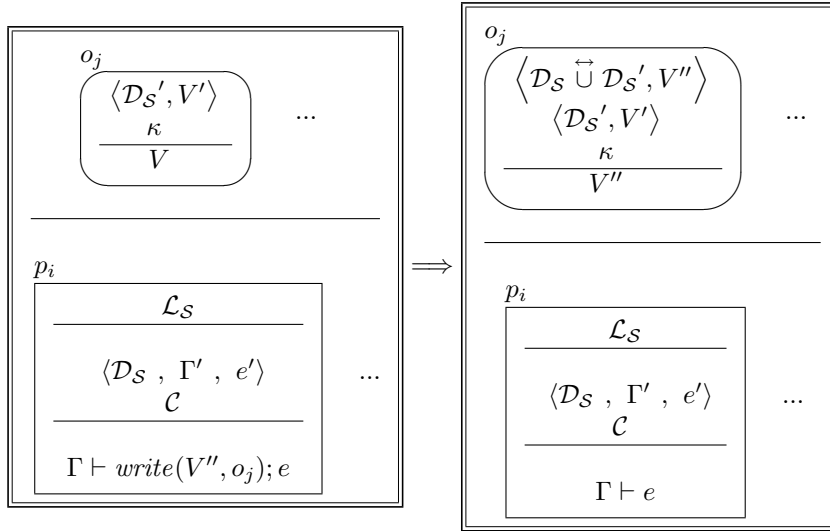 o_j
⟨𝒟_𝒮′, V′⟩
κ
V
...
p_i
ℒ_𝒮
⟨𝒟_𝒮 , Γ′ , e′⟩
𝒞
Γ ⊢ write(V″, o_j); e
...
⟹
o_j
⟨𝒟_𝒮 ∪↔ 𝒟_𝒮′, V″⟩
⟨𝒟_𝒮′, V′⟩
κ
V″
...
p_i
ℒ_𝒮
⟨𝒟_𝒮 , Γ′ , e′⟩
𝒞
Γ ⊢ e
...